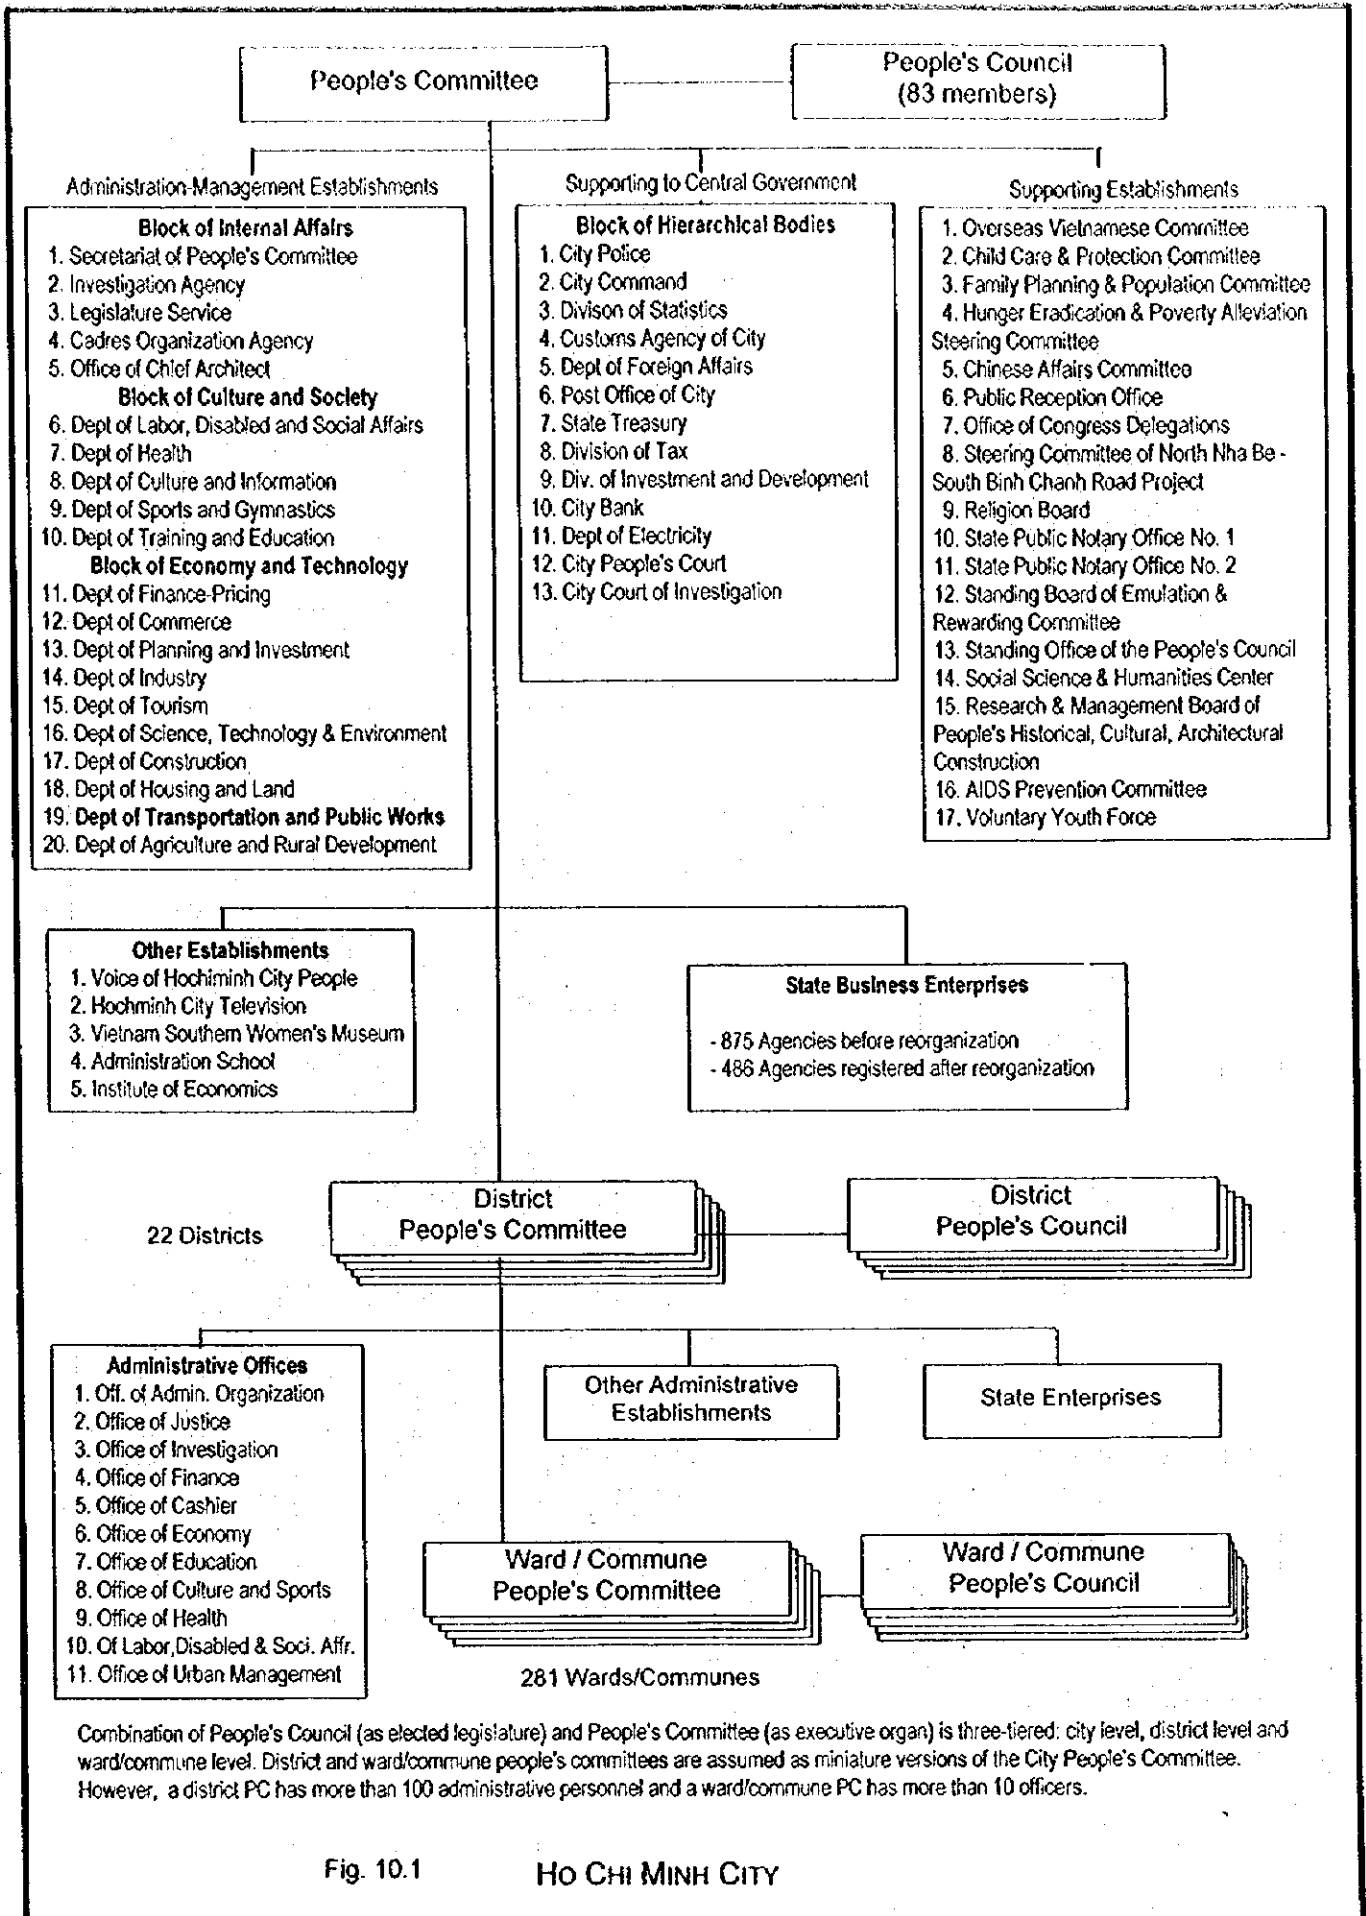 People's Committee
People's Council
(83 members)
Administration-Management Establishments
Block of Internal Affairs
1. Secretariat of People's Committee
2. Investigation Agency
3. Legislature Service
4. Cadres Organization Agency
5. Office of Chief Architect
Block of Culture and Society
6. Dept of Labor, Disabled and Social Affairs
7. Dept of Health
8. Dept of Culture and Information
9. Dept of Sports and Gymnastics
10. Dept of Training and Education
Block of Economy and Technology
11. Dept of Finance-Pricing
12. Dept of Commerce
13. Dept of Planning and Investment
14. Dept of Industry
15. Dept of Tourism
16. Dept of Science, Technology & Environment
17. Dept of Construction
18. Dept of Housing and Land
19. Dept of Transportation and Public Works
20. Dept of Agriculture and Rural Development
Supporting to Central Government
Block of Hierarchical Bodies
1. City Police
2. City Command
3. Divison of Statistics
4. Customs Agency of City
5. Dept of Foreign Affairs
6. Post Office of City
7. State Treasury
8. Division of Tax
9. Div. of Investment and Development
10. City Bank
11. Dept of Electricity
12. City People's Court
13. City Court of Investigation
Supporting Establishments
1. Overseas Vietnamese Committee
2. Child Care & Protection Committee
3. Family Planning & Population Committee
4. Hunger Eradication & Poverty Alleviation
Steering Committee
5. Chinese Affairs Committee
6. Public Reception Office
7. Office of Congress Delegations
8. Steering Committee of North Nha Be -
South Binh Chanh Road Project
9. Religion Board
10. State Public Notary Office No. 1
11. State Public Notary Office No. 2
12. Standing Board of Emulation &
Rewarding Committee
13. Standing Office of the People's Council
14. Social Science & Humanities Center
15. Research & Management Board of
People's Historical, Cultural, Architectural
Construction
16. AIDS Prevention Committee
17. Voluntary Youth Force
Other Establishments
1. Voice of Hochiminh City People
2. Hochminh City Television
3. Vietnam Southern Women's Museum
4. Administration School
5. Institute of Economics
State Business Enterprises
- 875 Agencies before reorganization
- 486 Agencies registered after reorganization
22 Districts
District
People's Committee
District
People's Council
Administrative Offices
1. Off. of Admin. Organization
2. Office of Justice
3. Office of Investigation
4. Office of Finance
5. Office of Cashier
6. Office of Economy
7. Office of Education
8. Office of Culture and Sports
9. Office of Health
10. Of Labor,Disabled & Soci. Affr.
11. Office of Urban Management
Other Administrative
Establishments
State Enterprises
Ward / Commune
People's Committee
Ward / Commune
People's Council
281 Wards/Communes
Combination of People's Council (as elected legislature) and People's Committee (as executive organ) is three-tiered: city level, district level and
ward/commune level. District and ward/commune people's committees are assumed as miniature versions of the City People's Committee.
However, a district PC has more than 100 administrative personnel and a ward/commune PC has more than 10 officers.
Fig. 10.1 HO CHI MINH CITY